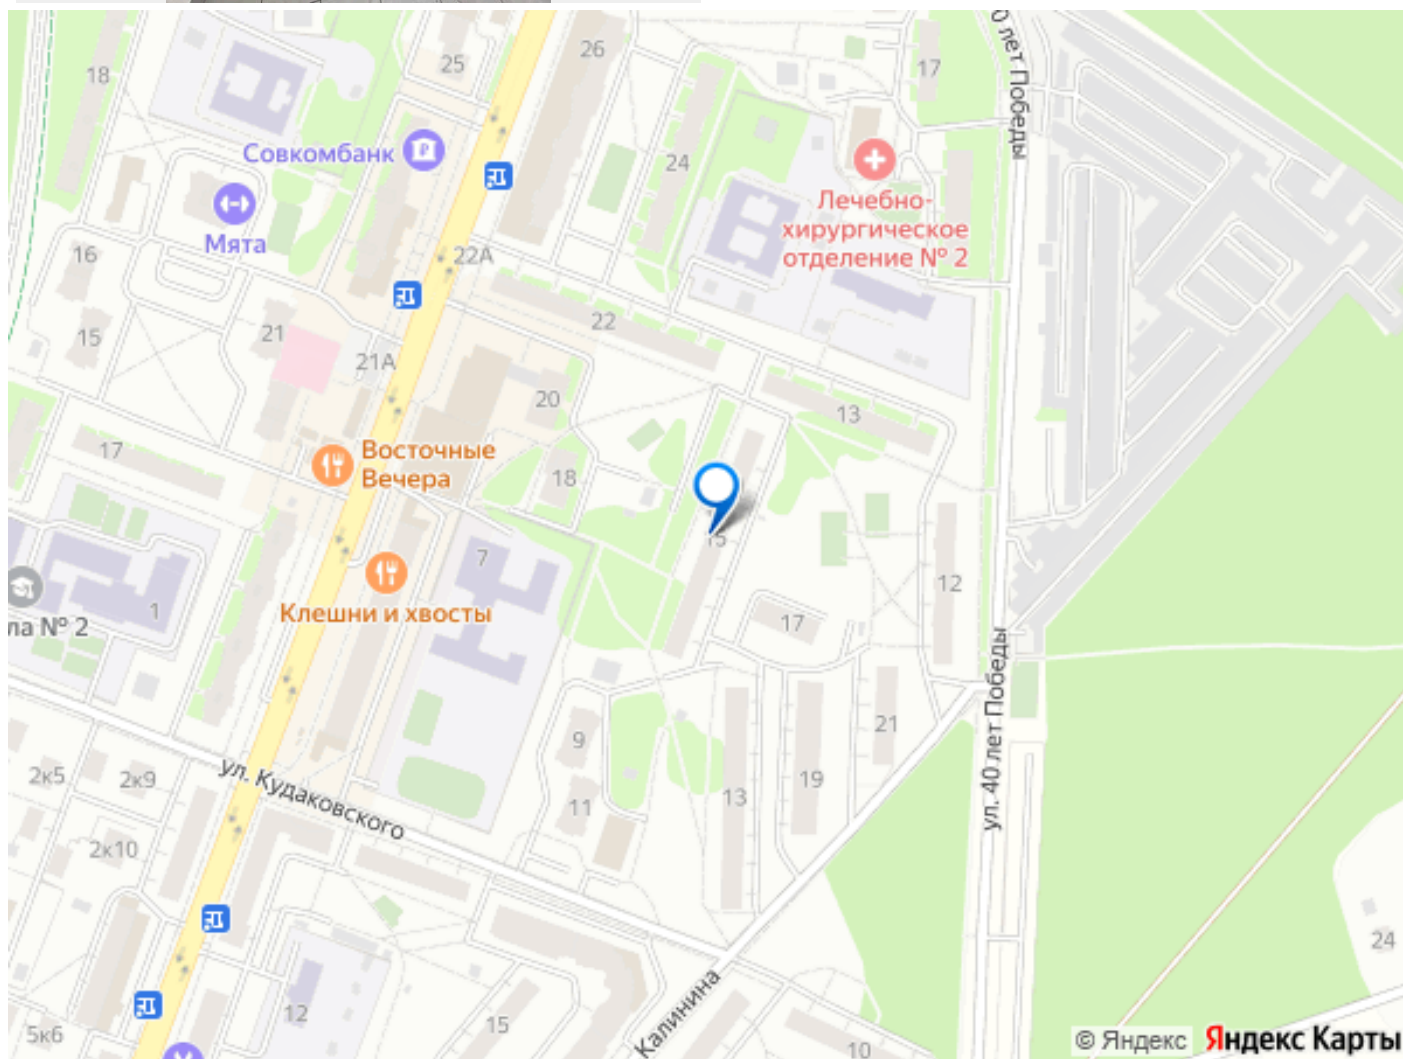 18
25
26
17
0 лет Победы
Совкомбанк
24
Лечебно-
хирургическое
отделение № 2
Мята
16
22А
15
21
22
21А
20
13
17
Восточные
Вечера
18
15
7
12
Клешни и хвосты
1
ла № 2
17
ул. 40 лет Победы
9
21
2к5
2к9
ул. Кудаковского
11
13
19
2к10
24
12
15
5к6
Калинина
10
© Яндекс
Яндекс Карты